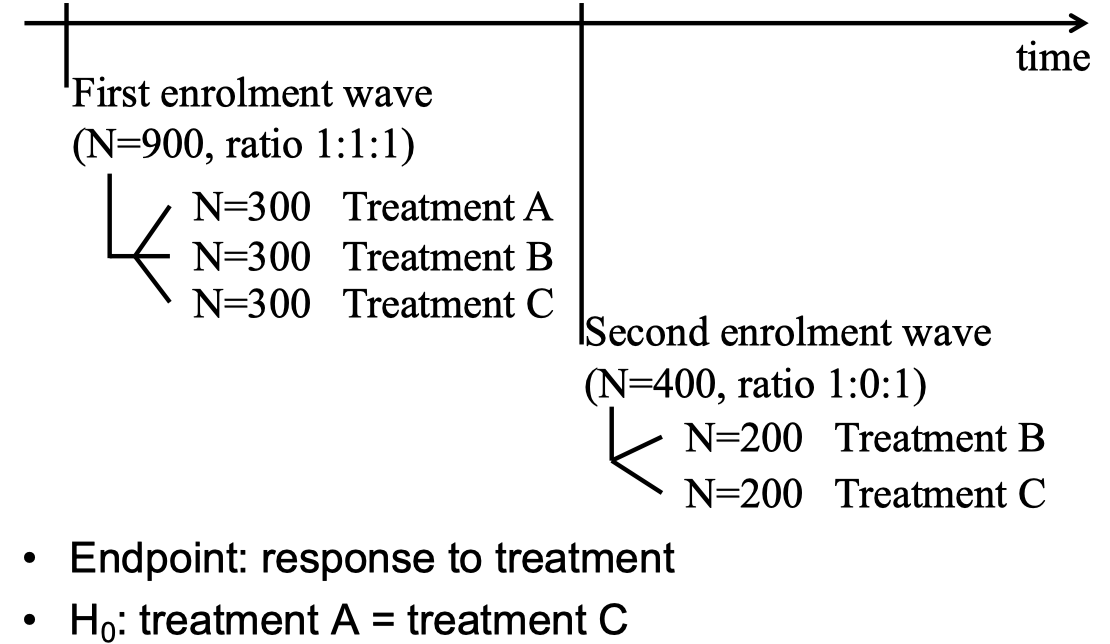 time
First enrolment wave
(N=900, ratio 1:1:1)
N=300 Treatment A
N=300 Treatment B
N=300 Treatment C
Second enrolment wave
(N=400, ratio 1:0:1)
N=200 Treatment B
N=200 Treatment C
• Endpoint: response to treatment
• H₀: treatment A = treatment C